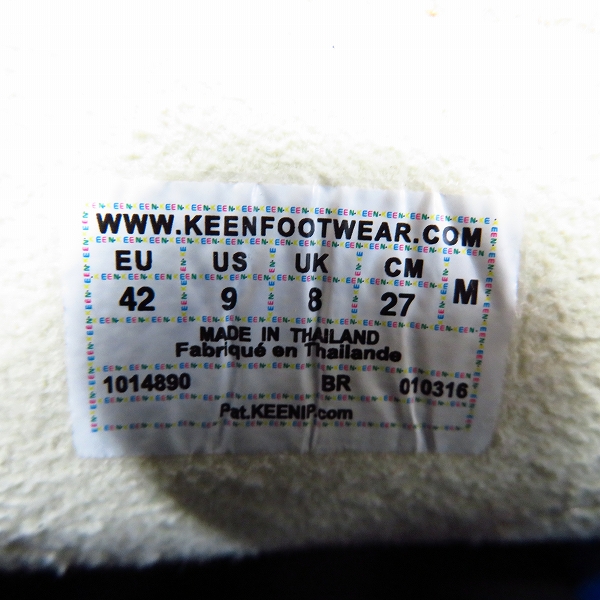 WWW.KEENFOOTWEAR.COM
EU US UK CM M
42 9 8 27
MADE IN THAILAND
Fabriqué en Thaïlande
1014890 BR 010316
Pat.KEENIP.com